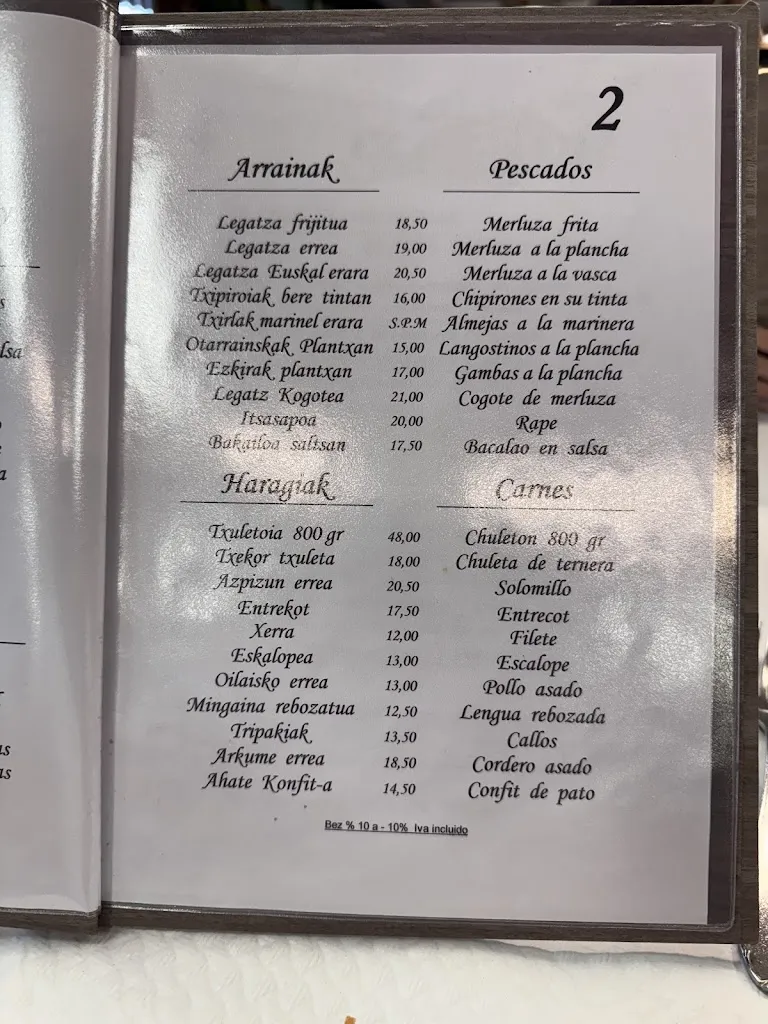 2
Arrainak Pescados
Legatza frijitua 18,50 Merluza frita
Legatza errea 19,00 Merluza a la plancha
Legatza Euskal erara 20,50 Merluza a la vasca
Txipiroiak bere tintan 16,00 Chipirones en su tinta
Txirlak marinel erara S.P.M Almejas a la marinera
Otarrainskak Plantxan 15,00 Langostinos a la plancha
Ezkirak plantxan 17,00 Gambas a la plancha
Legatz Kogotea 21,00 Cogote de merluza
Itsasapoa 20,00 Rape
Bakailoa saltsan 17,50 Bacalao en salsa
Haragiak Carnes
Txuletoia 800 gr 48,00 Chuleton 800 gr
Txekor txuleta 18,00 Chuleta de ternera
Azpizun errea 20,50 Solomillo
Entrekot 17,50 Entrecot
Xerra 12,00 Filete
Eskalopea 13,00 Escalope
Oilaisko errea 13,00 Pollo asado
Mingaina rebozatua 12,50 Lengua rebozada
Tripakiak 13,50 Callos
Arkume errea 18,50 Cordero asado
Ahate Konfit-a 14,50 Confit de pato
Bez % 10 a - 10% Iva incluido